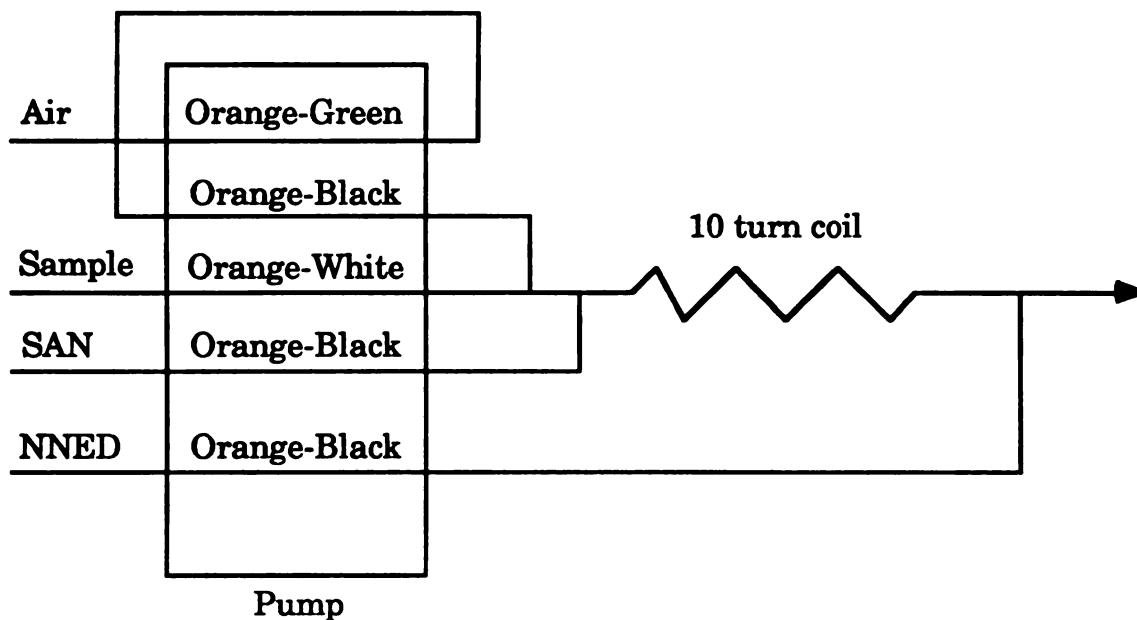 Air
Orange-Green
Orange-Black
10 turn coil
Sample
Orange-White
SAN
Orange-Black
NNED
Orange-Black
Pump